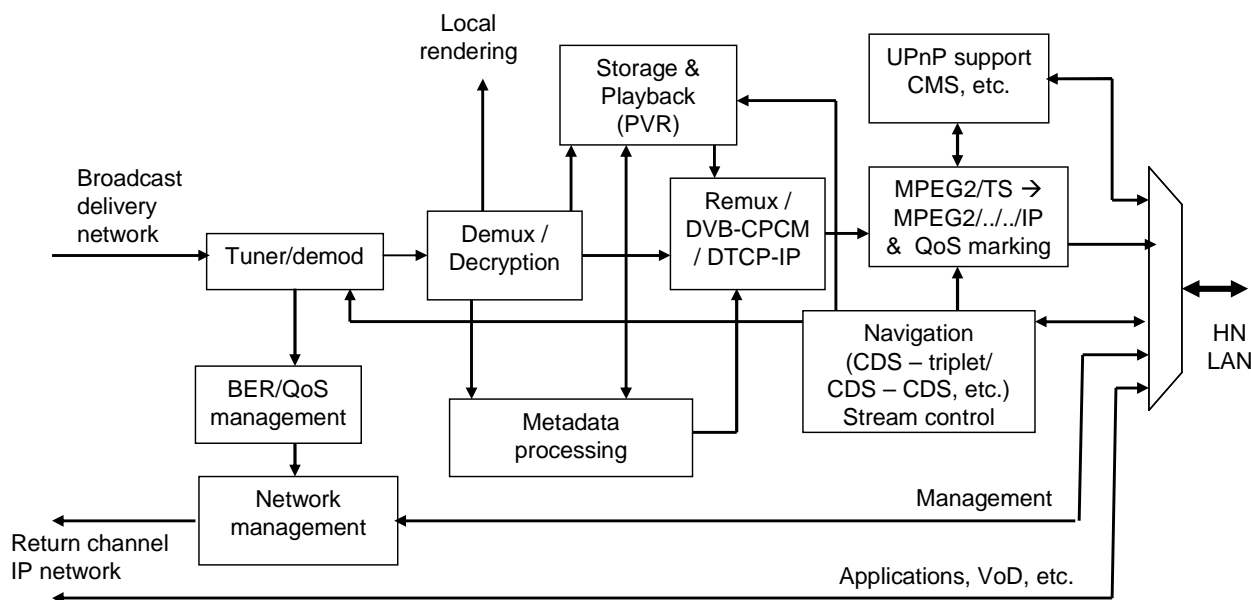 Local
rendering
Storage &
Playback
(PVR)
UPnP support
CMS, etc.
Broadcast
delivery
network
Tuner/demod
Demux /
Decryption
Remux /
DVB-CPCM
/ DTCP-IP
MPEG2/TS →
MPEG2/../../IP
& QoS marking
HN
LAN
Navigation
(CDS – triplet/
CDS – CDS, etc.)
Stream control
BER/QoS
management
Metadata
processing
Network
management
Management
Return channel
IP network
Applications, VoD, etc.